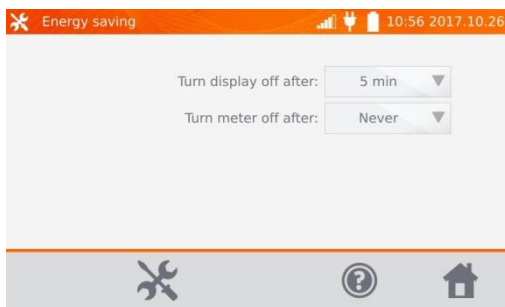 Energy saving 10:56 2017.10.26
Turn display off after: 5 min
Turn meter off after: Never
?